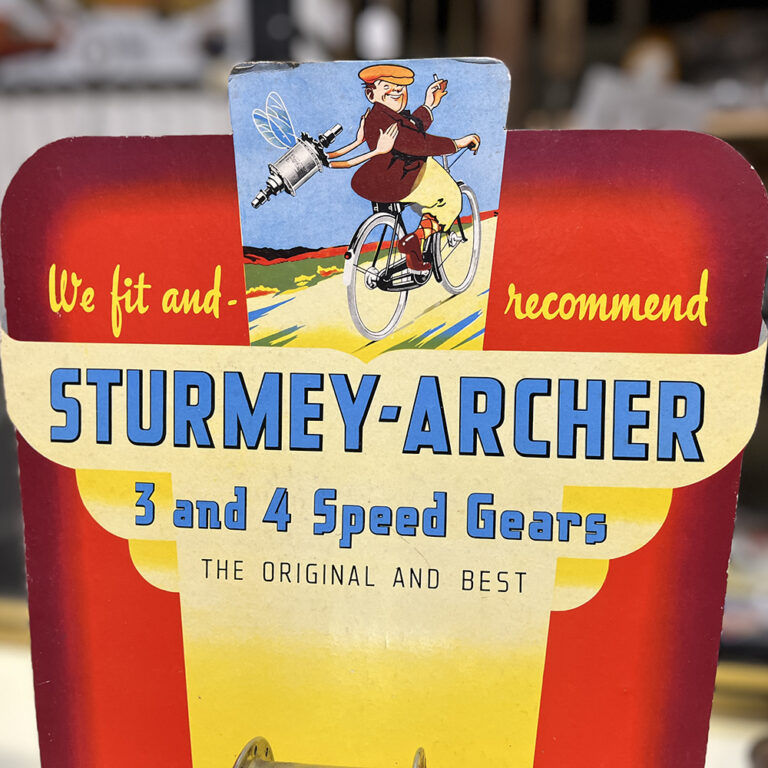 We fit and-
recommend
STURMEY-ARCHER
3 and 4 Speed Gears
THE ORIGINAL AND BEST